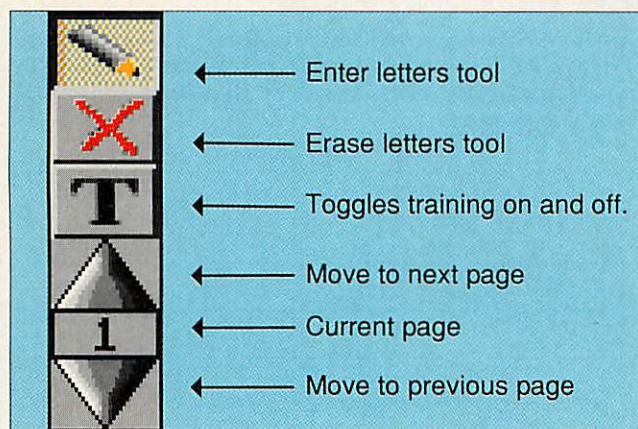 Enter letters tool
Erase letters tool
T
Toggles training on and off.
Move to next page
1
Current page
Move to previous page